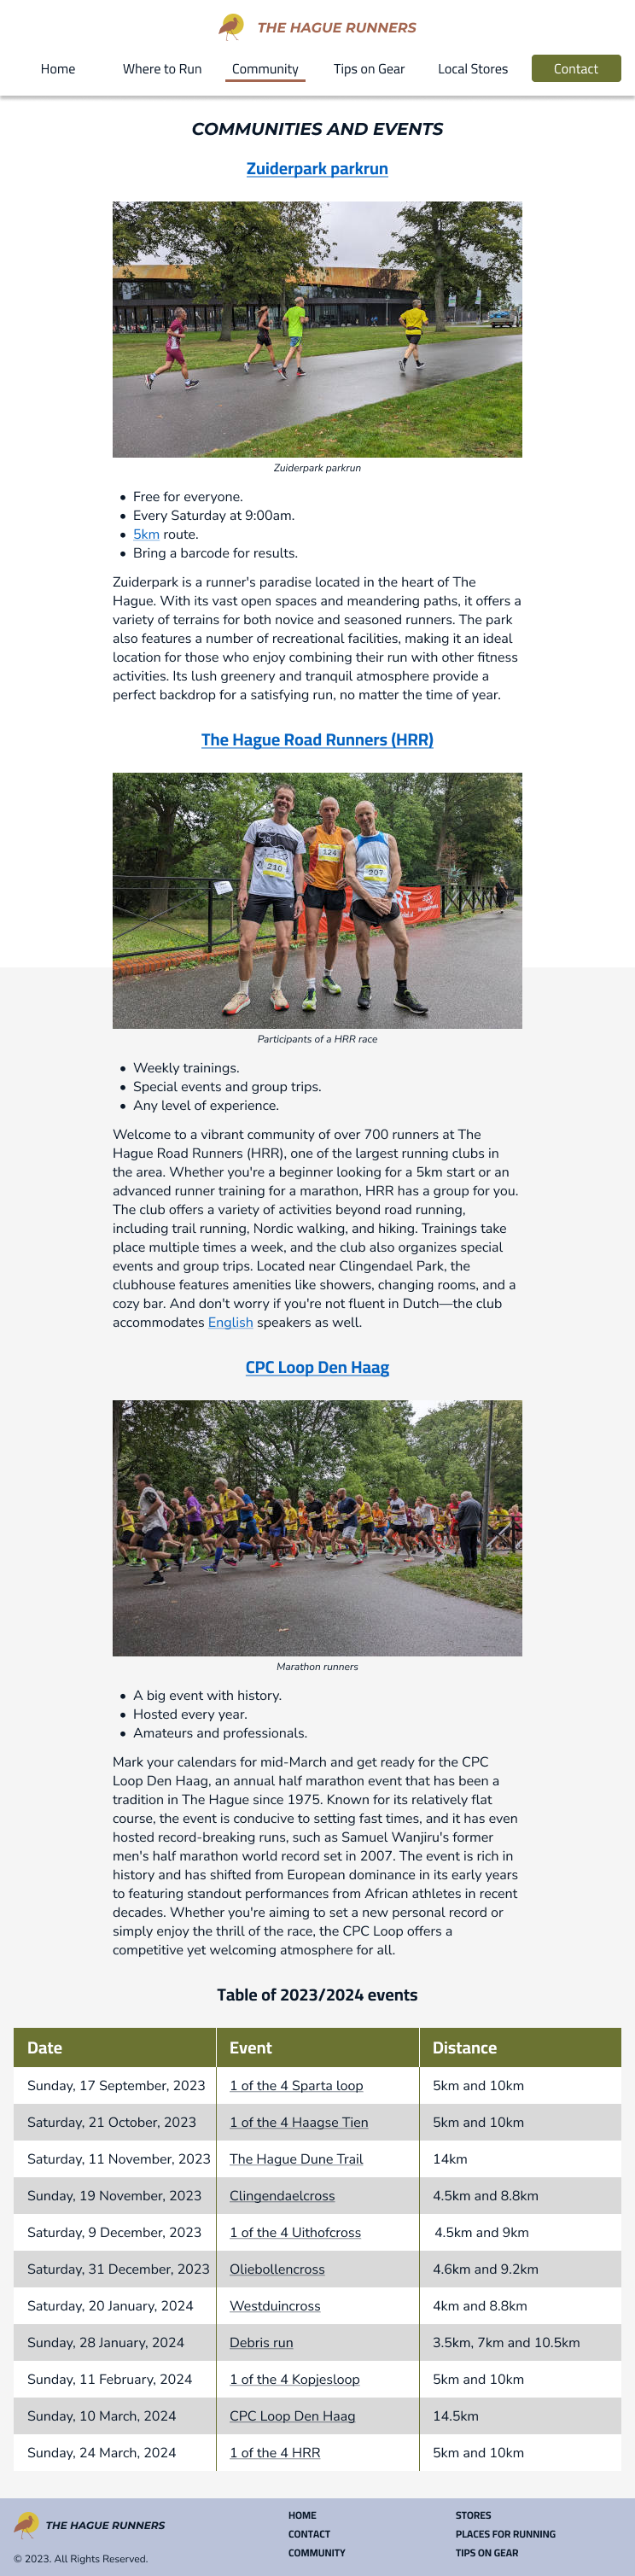 THE HAGUE RUNNERS
Home Where to Run Community Tips on Gear Local Stores Contact
COMMUNITIES AND EVENTS
Zuiderpark parkrun
Zuiderpark parkrun
• Free for everyone.
• Every Saturday at 9:00am.
• 5km route.
• Bring a barcode for results.
Zuiderpark is a runner's paradise located in the heart of The
Hague. With its vast open spaces and meandering paths, it offers a
variety of terrains for both novice and seasoned runners. The park
also features a number of recreational facilities, making it an ideal
location for those who enjoy combining their run with other fitness
activities. Its lush greenery and tranquil atmosphere provide a
perfect backdrop for a satisfying run, no matter the time of year.
The Hague Road Runners (HRR)
210 124 207
ART
Participants of a HRR race
• Weekly trainings.
• Special events and group trips.
• Any level of experience.
Welcome to a vibrant community of over 700 runners at The
Hague Road Runners (HRR), one of the largest running clubs in
the area. Whether you're a beginner looking for a 5km start or an
advanced runner training for a marathon, HRR has a group for you.
The club offers a variety of activities beyond road running,
including trail running, Nordic walking, and hiking. Trainings take
place multiple times a week, and the club also organizes special
events and group trips. Located near Clingendael Park, the
clubhouse features amenities like showers, changing rooms, and a
cozy bar. And don't worry if you're not fluent in Dutch—the club
accommodates English speakers as well.
CPC Loop Den Haag
Marathon runners
• A big event with history.
• Hosted every year.
• Amateurs and professionals.
Mark your calendars for mid-March and get ready for the CPC
Loop Den Haag, an annual half marathon event that has been a
tradition in The Hague since 1975. Known for its relatively flat
course, the event is conducive to setting fast times, and it has even
hosted record-breaking runs, such as Samuel Wanjiru's former
men's half marathon world record set in 2007. The event is rich in
history and has shifted from European dominance in its early years
to featuring standout performances from African athletes in recent
decades. Whether you're aiming to set a new personal record or
simply enjoy the thrill of the race, the CPC Loop offers a
competitive yet welcoming atmosphere for all.
Table of 2023/2024 events
Date Event Distance
Sunday, 17 September, 2023 1 of the 4 Sparta loop 5km and 10km
Saturday, 21 October, 2023 1 of the 4 Haagse Tien 5km and 10km
Saturday, 11 November, 2023 The Hague Dune Trail 14km
Sunday, 19 November, 2023 Clingendaelcross 4.5km and 8.8km
Saturday, 9 December, 2023 1 of the 4 Uithofcross 4.5km and 9km
Saturday, 31 December, 2023 Oliebollencross 4.6km and 9.2km
Saturday, 20 January, 2024 Westduincross 4km and 8.8km
Sunday, 28 January, 2024 Debris run 3.5km, 7km and 10.5km
Sunday, 11 February, 2024 1 of the 4 Kopjesloop 5km and 10km
Sunday, 10 March, 2024 CPC Loop Den Haag 14.5km
Sunday, 24 March, 2024 1 of the 4 HRR 5km and 10km
THE HAGUE RUNNERS
© 2023. All Rights Reserved.
HOME
CONTACT
COMMUNITY
STORES
PLACES FOR RUNNING
TIPS ON GEAR